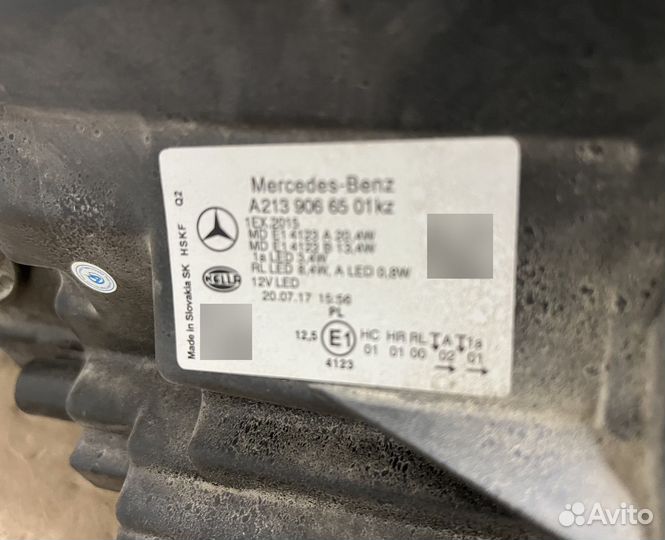 Mercedes-Benz
A213 906 65 01kz
1EX.2015
MD E1 4123 A 20,4W
MD E1 4123 B 13,4W
1a LED 3,4W
RL LED 8,4W, A LED 0,8W
12V LED
20.07.17 15:56
PL
12,5 E1 HC HR RL A 1a
01 01 00 02 01
4123
HELLA
Made in Slovakia SK HSKF Q2
Avito